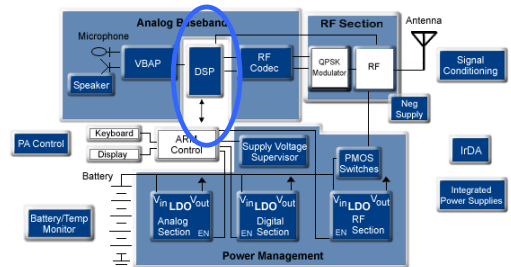 Analog Baseband
RF Section
Antenna
Microphone
VBAP
DSP
RF
Codec
QPSK
Modulator
RF
Signal
Conditioning
Speaker
Neg
Supply
PA Control
Keyboard
Display
ARM
Control
Supply Voltage
Supervisor
PMOS
Switches
IrDA
Battery
Vin LDO Vout
Analog
Section
EN
Vin LDO Vout
Digital
Section
EN
Vin LDO Vout
RF
Section
EN
Integrated
Power Supplies
Battery/Temp
Monitor
Power Management